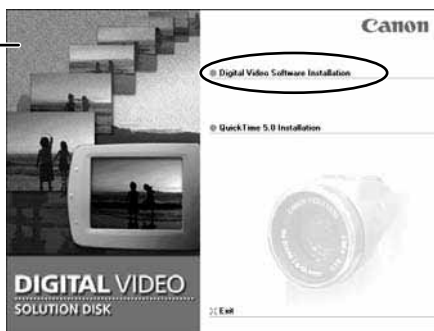 Canon
Digital Video Software Installation
QuickTime 5.0 Installation
DIGITAL VIDEO
SOLUTION DISK
Exit